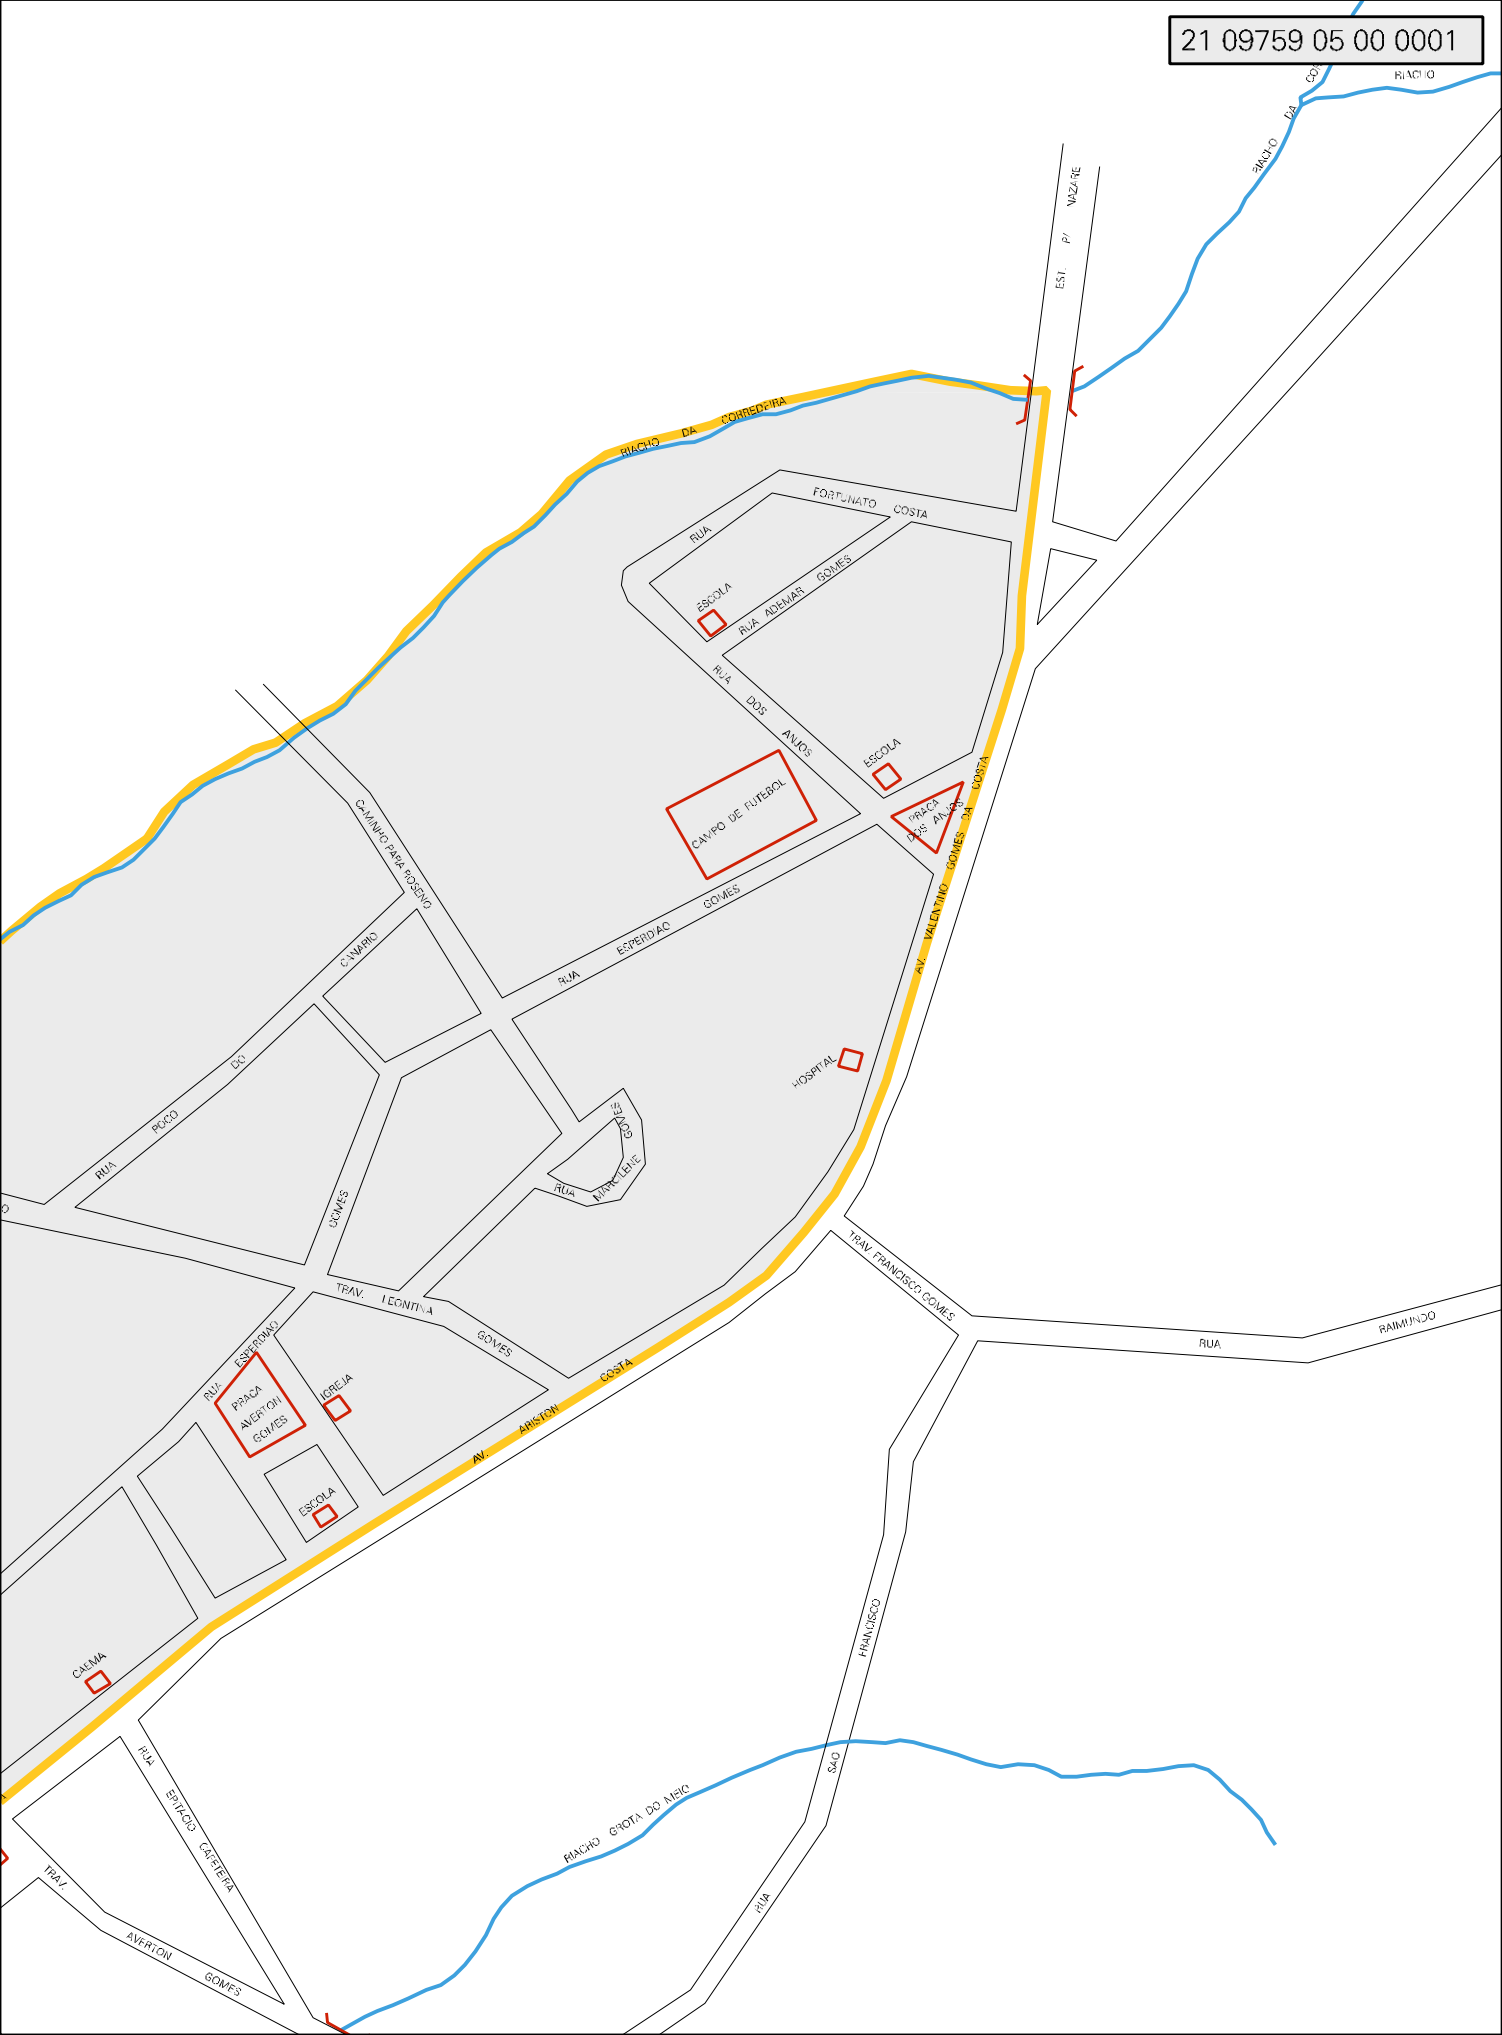 21 09759 05 00 0001
RIACHO
RIACHO DA
EST. P/ NAZARE
RIACHO DA CORREDEIRA
RUA FORTUNATO COSTA
ESCOLA
RUA ADEMAR GOMES
RUA DOS ANJOS
ESCOLA
CAMPO DE FUTEBOL
PRACA
DOS ANJOS
AV. VALENTINO GOMES DA COSTA
CAMINHO PARA ROSENO
RUA ESPERDIAO GOMES
RUA POCO DO CANARIO
HOSPITAL
RUA MARCILENE GOMES
TRAV. FRANCISCO GOMES
RUA RAIMUNDO
TRAV. LEONTINA GOMES
RUA ESPERDIAO GOMES
PRACA
AVERTON
GOMES
IGREJA
ESCOLA
AV. ARISTON COSTA
CAEMA
RUA EPITACIO CAFETEIRA
TRAV. AVERTON GOMES
RIACHO GROTA DO MEIO
RUA SAO FRANCISCO